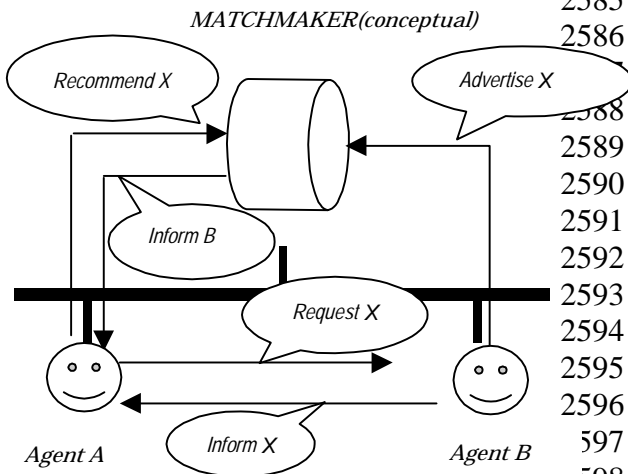 MATCHMAKER(conceptual)
2585
2586
Recommend X
Advertise X
2588
2589
2590
2591
Inform B
2592
2593
Request X
2594
2595
2596
Inform X
597
Agent A
Agent B